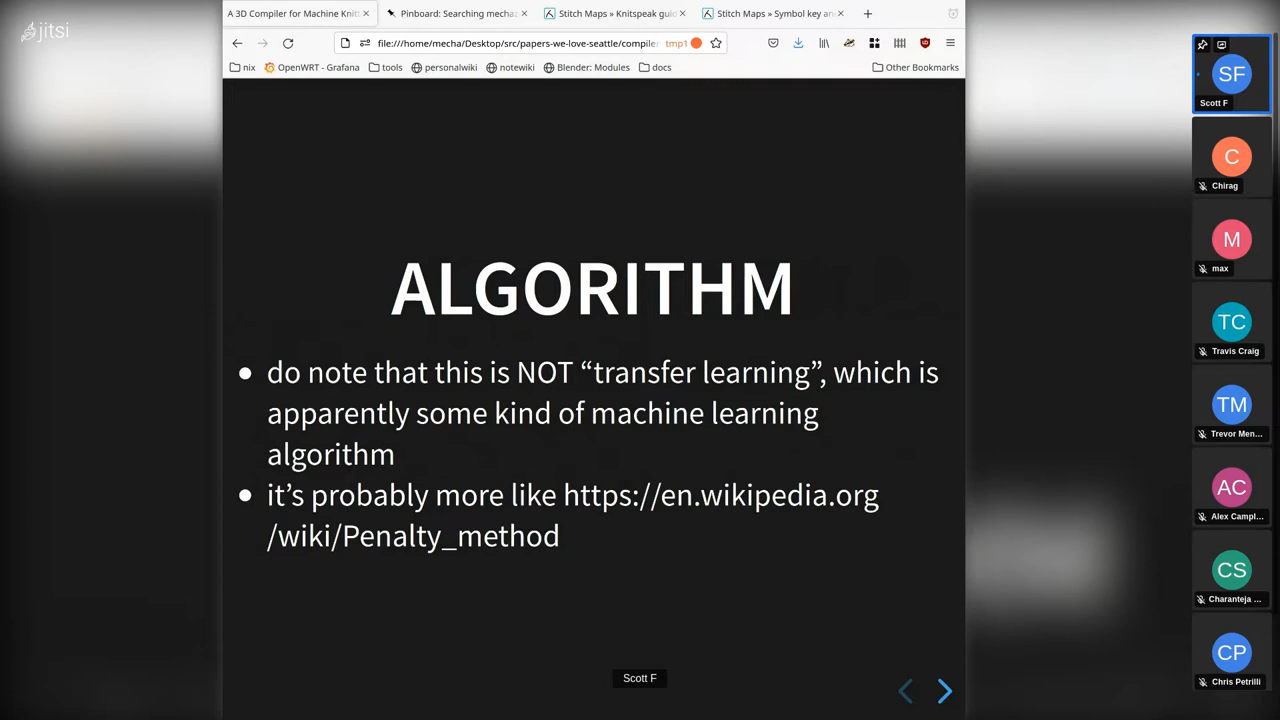 jitsi
A 3D Compiler for Machine Knitt
Pinboard: Searching mecha
Stitch Maps » Knitspeak guid
Stitch Maps » Symbol key an
file:///home/mecha/Desktop/src/papers-we-love-seattle/compiler
tmp1
nix
OpenWRT - Grafana
tools
personalwiki
notewiki
Blender: Modules
docs
Other Bookmarks
ALGORITHM
• do note that this is NOT “transfer learning”, which is
apparently some kind of machine learning
algorithm
• it’s probably more like https://en.wikipedia.org
/wiki/Penalty_method
Scott F
SF
Scott F
C
Chirag
M
max
TC
Travis Craig
TM
Trevor Men...
AC
Alex Campl...
CS
Charanteja ...
CP
Chris Petrilli